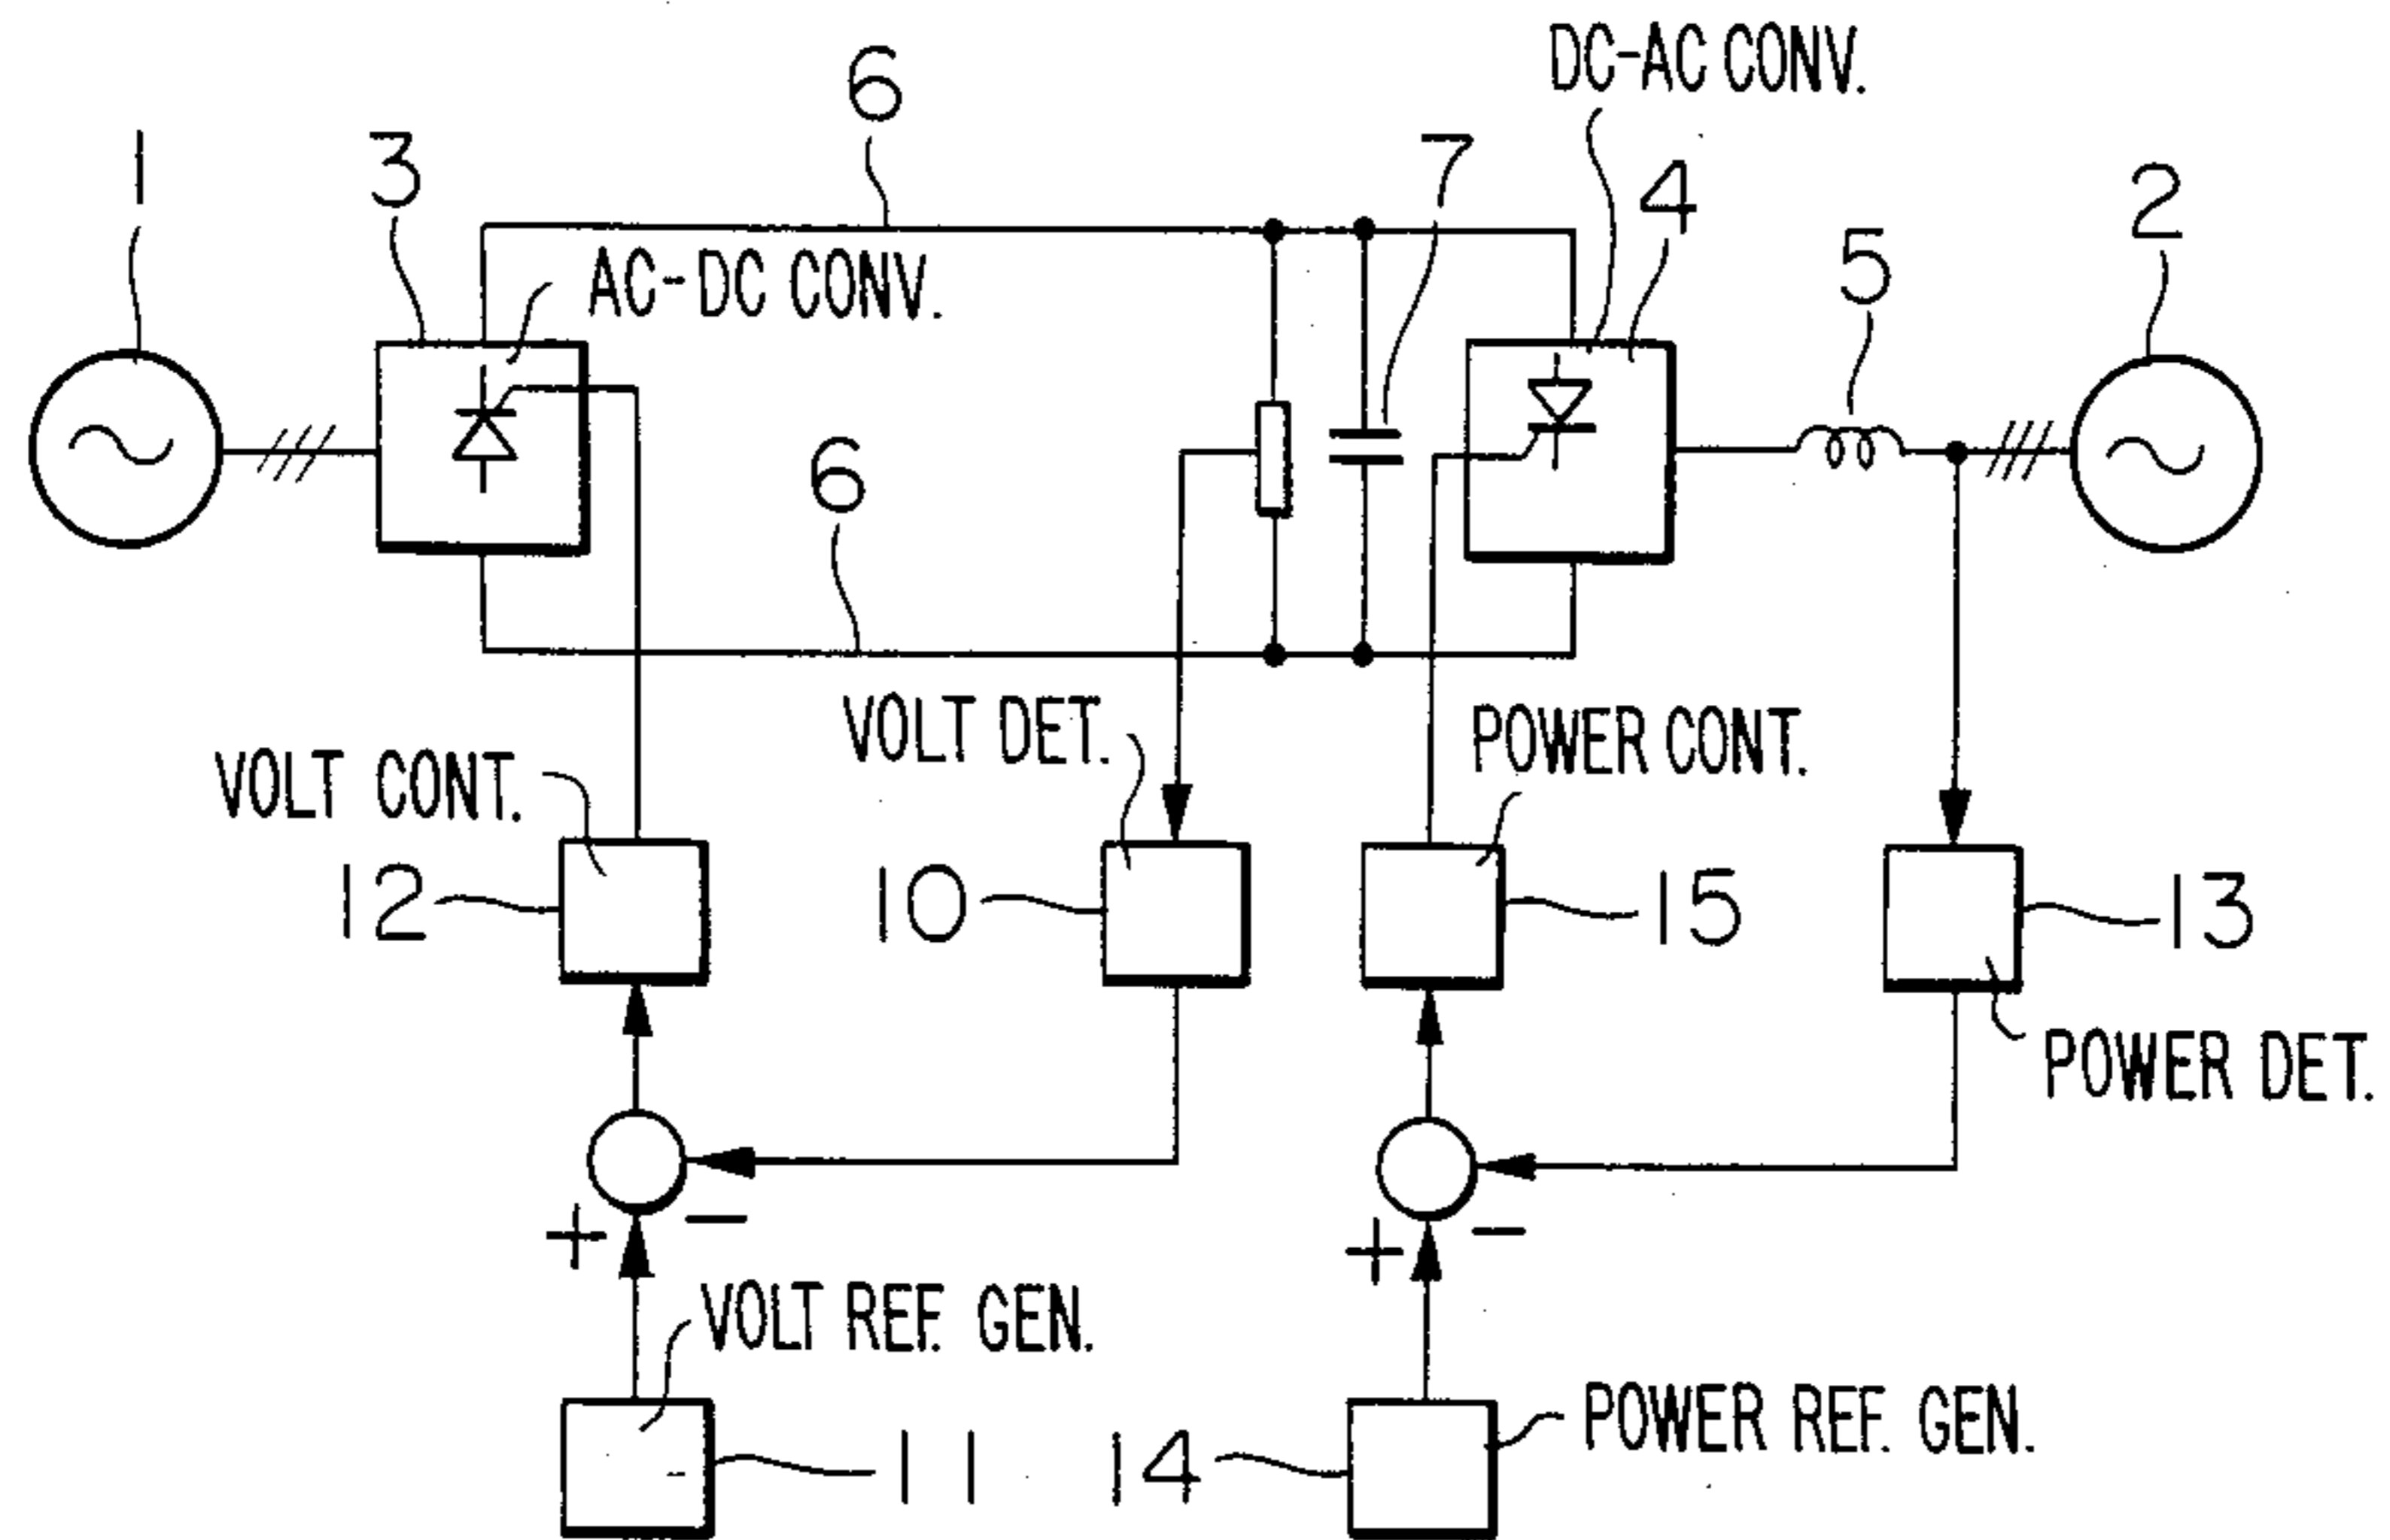 DC-AC CONV.
6
1
3
7
4
2
5
AC-DC CONV.
6
VOLT DET.
POWER CONT.
VOLT CONT.
12
10
15
13
POWER DET.
+
−
+
−
VOLT REF. GEN.
POWER REF. GEN.
11
14